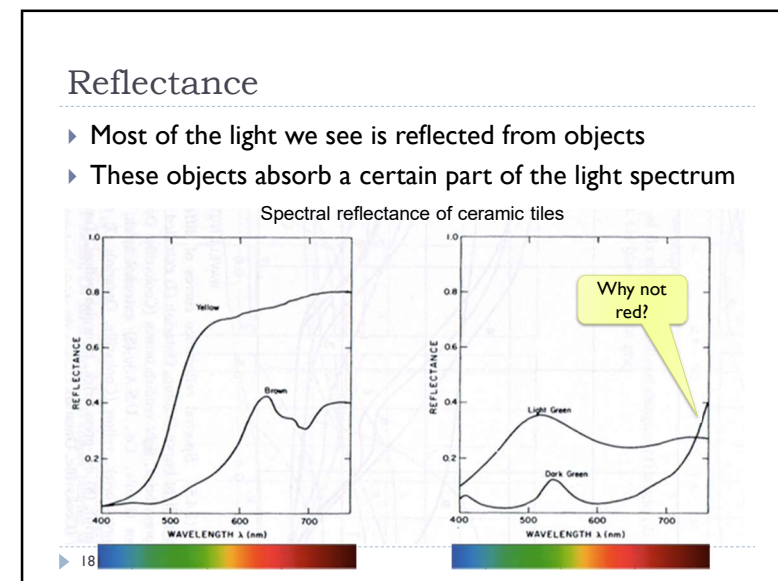 Reflectance
Most of the light we see is reflected from objects
These objects absorb a certain part of the light spectrum
Spectral reflectance of ceramic tiles
1.0
0.8
0.6
0.4
0.2
REFLECTANCE
Yellow
Brown
400 500 600 700
WAVELENGTH λ (nm)
1.0
0.8
0.6
0.4
0.2
REFLECTANCE
Why not
red?
Light Green
Dark Green
400 500 600 700
WAVELENGTH λ (nm)
18